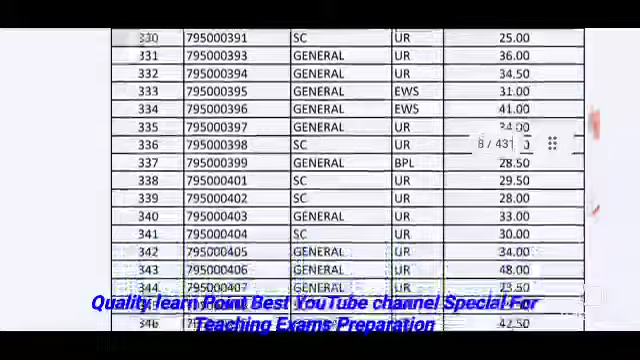 330 795000391 SC UR 25.00
331 795000393 GENERAL UR 36.00
332 795000394 GENERAL UR 34.50
333 795000395 GENERAL EWS 31.00
334 795000396 GENERAL EWS 41.00
335 795000397 GENERAL UR 34.00
336 795000398 SC UR 8 / 431
337 795000399 GENERAL BPL 28.50
338 795000401 SC UR 29.50
339 795000402 SC UR 28.00
340 795000403 GENERAL UR 33.00
341 795000404 SC UR 30.00
342 795000405 GENERAL UR 34.00
343 795000406 GENERAL UR 48.00
344 795000407 GENERAL UR 23.50
Quality learn Point Best YouTube channel Special For
Teaching Exams Preparation
346 42.50